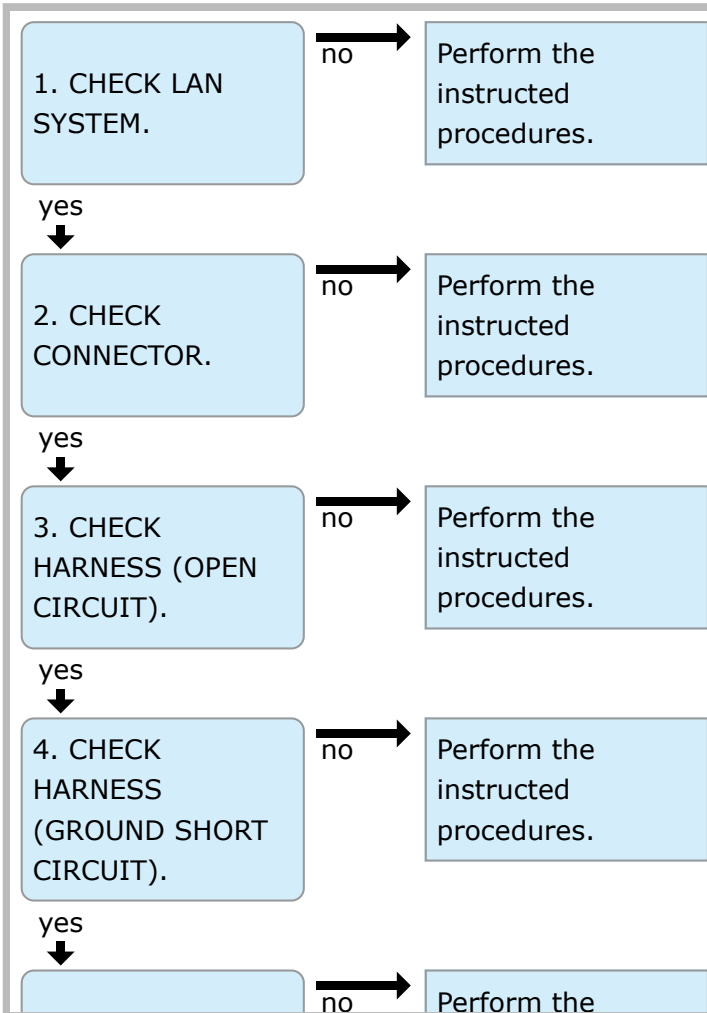 no
1. CHECK LAN
SYSTEM.
Perform the
instructed
procedures.
yes
no
2. CHECK
CONNECTOR.
Perform the
instructed
procedures.
yes
no
3. CHECK
HARNESS (OPEN
CIRCUIT).
Perform the
instructed
procedures.
yes
no
4. CHECK
HARNESS
(GROUND SHORT
CIRCUIT).
Perform the
instructed
procedures.
yes
no
Perform the